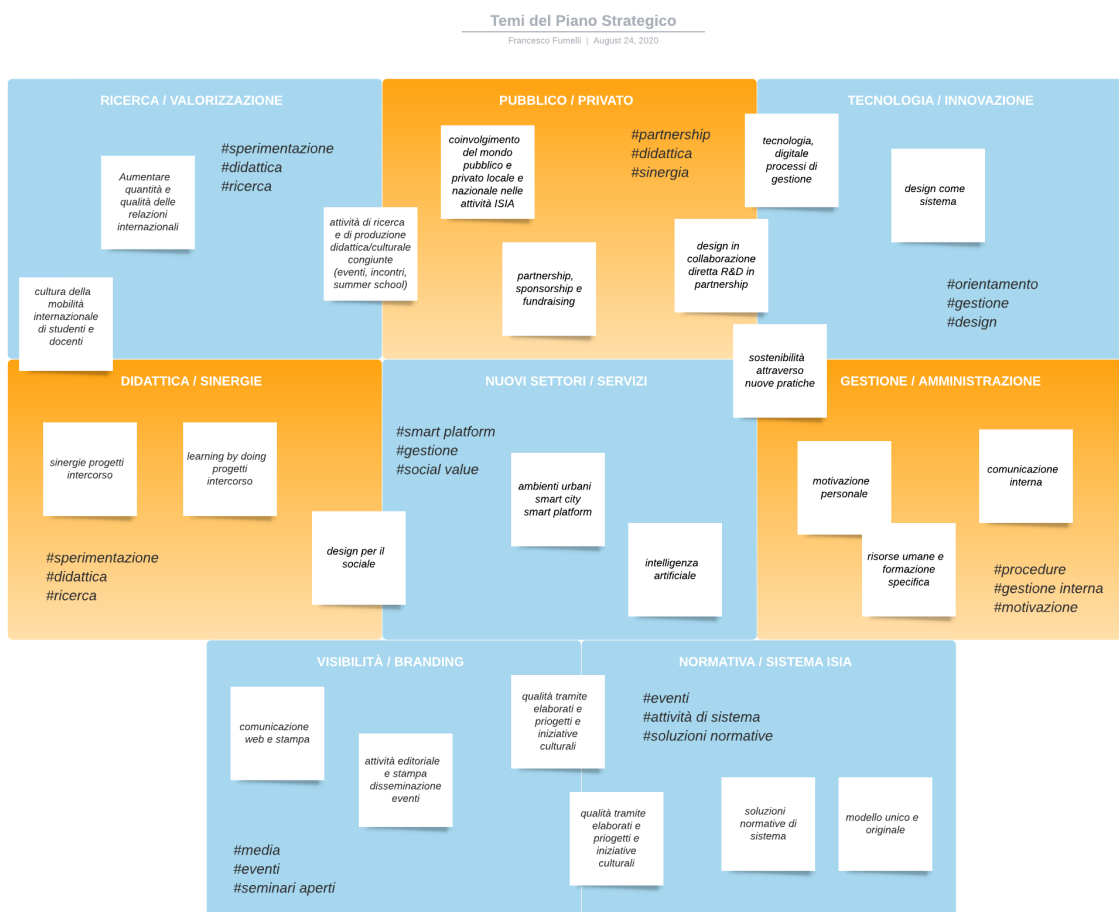 Temi del Piano Strategico
Francesco Fumelli | August 24, 2020
RICERCA / VALORIZZAZIONE
#sperimentazione
#didattica
#ricerca
Aumentare
quantità e
qualità delle
relazioni
internazionali
attività di ricerca
e di produzione
didattica/culturale
congiunte
(eventi, incontri,
summer school)
cultura della
mobilità
internazionale
di studenti e
docenti
PUBBLICO / PRIVATO
coinvolgimento
del mondo
pubblico e
privato locale e
nazionale nelle
attività ISIA
#partnership
#didattica
#sinergia
partnership,
sponsorship e
fundraising
design in
collaborazione
diretta R&D in
partnership
TECNOLOGIA / INNOVAZIONE
tecnologia,
digitale
processi di
gestione
design come
sistema
#orientamento
#gestione
#design
sostenibilità
attraverso
nuove pratiche
DIDATTICA / SINERGIE
sinergie progetti
intercorso
learning by doing
progetti
intercorso
design per il
sociale
#sperimentazione
#didattica
#ricerca
NUOVI SETTORI / SERVIZI
#smart platform
#gestione
#social value
ambienti urbani
smart city
smart platform
intelligenza
artificiale
GESTIONE / AMMINISTRAZIONE
motivazione
personale
comunicazione
interna
risorse umane e
formazione
specifica
#procedure
#gestione interna
#motivazione
VISIBILITÀ / BRANDING
comunicazione
web e stampa
attività editoriale
e stampa
disseminazione
eventi
qualità tramite
elaborati e
priogetti e
iniziative
culturali
#media
#eventi
#seminari aperti
NORMATIVA / SISTEMA ISIA
#eventi
#attività di sistema
#soluzioni normative
qualità tramite
elaborati e
priogetti e
iniziative
culturali
soluzioni
normative di
sistema
modello unico e
originale